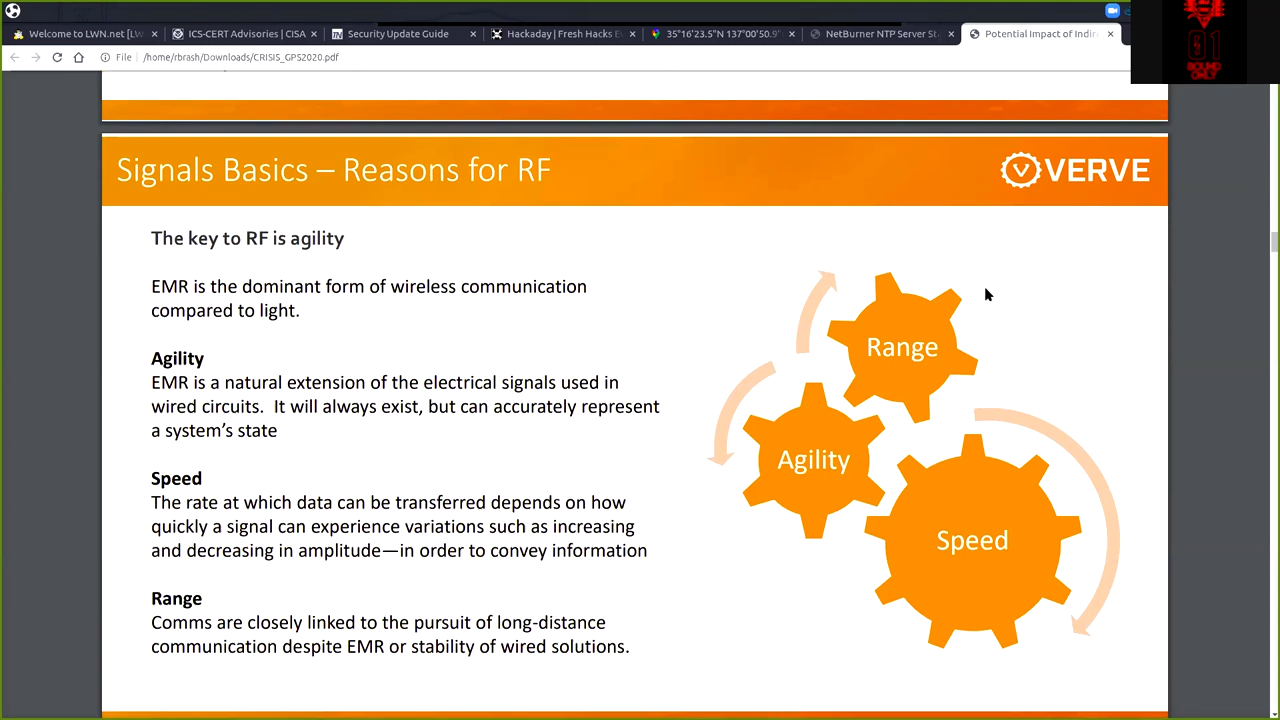 Welcome to LWN.net [LW
ICS-CERT Advisories | CISA
Security Update Guide
Hackaday | Fresh Hacks Ev
35°16'23.5"N 137°00'50.9"
NetBurner NTP Server St
Potential Impact of Indire
File | /home/rbrash/Downloads/CRISIS_GPS2020.pdf
01
BOUND
ONLY
Signals Basics – Reasons for RF
VERVE
The key to RF is agility
EMR is the dominant form of wireless communication
compared to light.
Agility
EMR is a natural extension of the electrical signals used in
wired circuits.  It will always exist, but can accurately represent
a system's state
Speed
The rate at which data can be transferred depends on how
quickly a signal can experience variations such as increasing
and decreasing in amplitude—in order to convey information
Range
Comms are closely linked to the pursuit of long-distance
communication despite EMR or stability of wired solutions.
Range
Agility
Speed